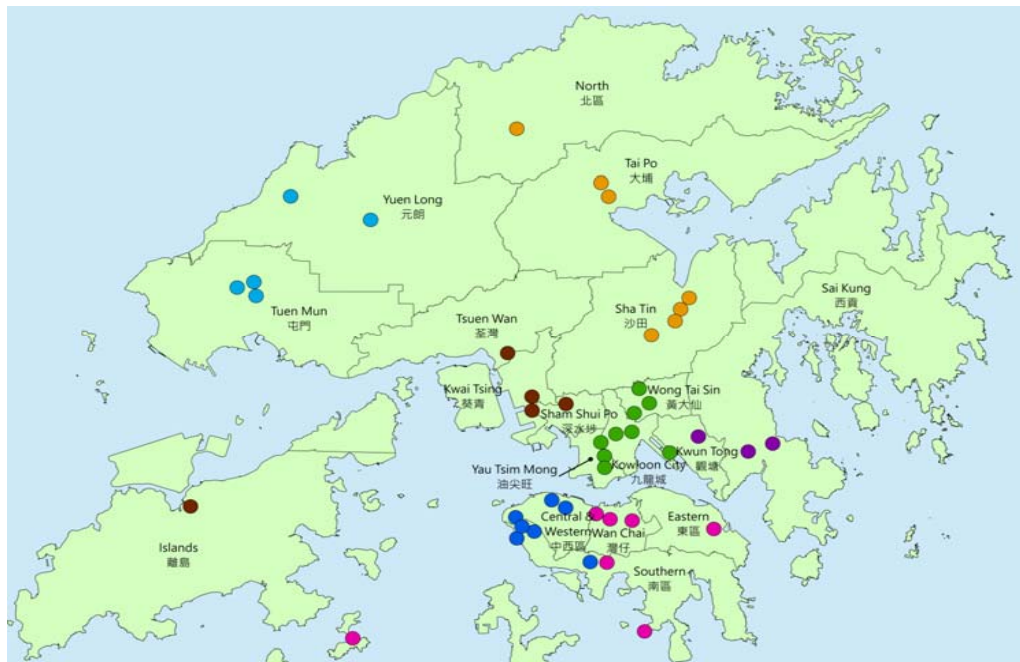 North
北區
Tai Po
大埔
Yuen Long
元朗
Sai Kung
西貢
Tuen Mun
屯門
Sha Tin
沙田
Tsuen Wan
荃灣
Kwai Tsing
葵青
Wong Tai Sin
黃大仙
Sham Shui Po
深水埗
Kwun Tong
觀塘
Yau Tsim Mong
油尖旺
Kowloon City
九龍城
Central &
Western
中西區
Wan Chai
灣仔
Eastern
東區
Islands
離島
Southern
南區